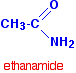 O
CH₃ C
NH₂
ethanamide